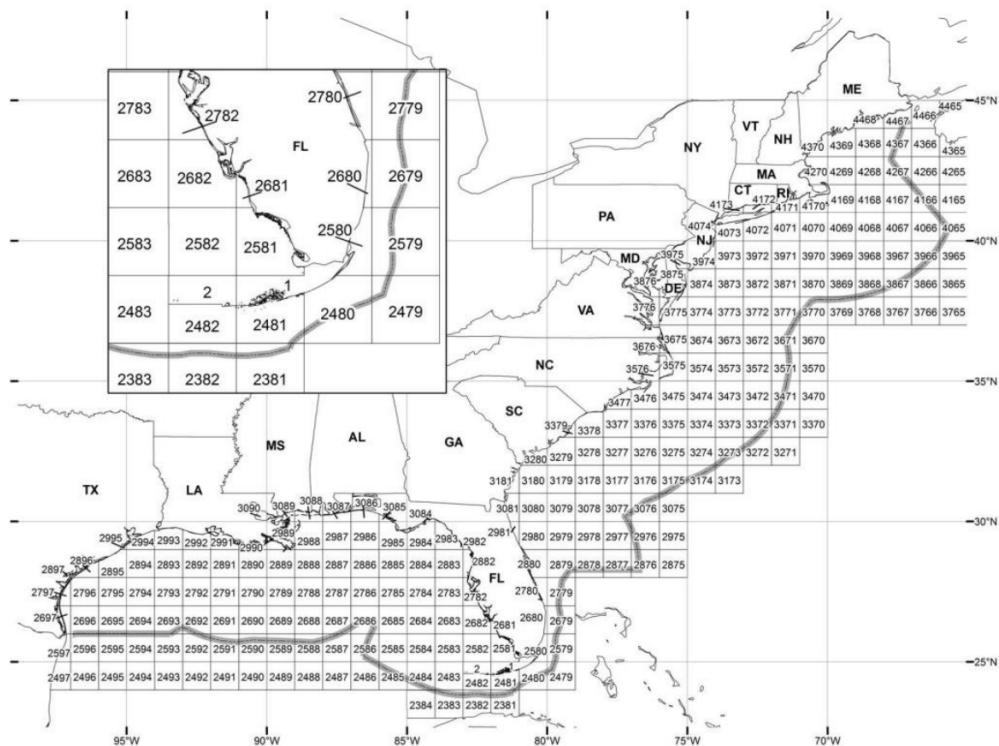 2783 2782 2780 2779
FL
2683 2682 2681 2680 2679
2583 2582 2581 2580 2579
2 1
2483 2482 2481 2480 2479
2383 2382 2381
45°N
ME
4465
4468 4467 4466
NY VT NH
4370 4369 4368 4367 4366 4365
MA
4270 4269 4268 4267 4266 4265
CT RI
4173 4172 4171 4170 4169 4168 4167 4166 4165
PA
4074 4073 4072 4071 4070 4069 4068 4067 4066 4065
NJ
40°N
MD 3975 3974 3973 3972 3971 3970 3969 3968 3967 3966 3965
3876 3875 3874 3873 3872 3871 3870 3869 3868 3867 3866 3865
DE
VA 3776 3775 3774 3773 3772 3771 3770 3769 3768 3767 3766 3765
3676 3675 3674 3673 3672 3671 3670
NC 3576 3575 3574 3573 3572 3571 3570
35°N
3477 3476 3475 3474 3473 3472 3471 3470
SC
3379 3378 3377 3376 3375 3374 3373 3372 3371 3370
MS AL GA
3280 3279 3278 3277 3276 3275 3274 3273 3272 3271
TX LA
3181 3180 3179 3178 3177 3176 3175 3174 3173
3090 3089 3088 3087 3086 3085 3084 3081 3080 3079 3078 3077 3076 3075
30°N
2995 2994 2993 2992 2991 2990 2989 2988 2987 2986 2985 2984 2983 2982 2981 2980 2979 2978 2977 2976 2975
2897 2896 2895 2894 2893 2892 2891 2890 2889 2888 2887 2886 2885 2884 2883 2882 2880 2879 2878 2877 2876 2875
FL
2797 2796 2795 2794 2793 2792 2791 2790 2789 2788 2787 2786 2785 2784 2783 2782 2780 2779
2697 2696 2695 2694 2693 2692 2691 2690 2689 2688 2687 2686 2685 2684 2683 2682 2681 2680 2679
2597 2596 2595 2594 2593 2592 2591 2590 2589 2588 2587 2586 2585 2584 2583 2582 2581 2580 2579
25°N
2 1
2497 2496 2495 2494 2493 2492 2491 2490 2489 2488 2487 2486 2485 2484 2483 2482 2481 2480 2479
2384 2383 2382 2381
95°W 90°W 85°W 80°W 75°W 70°W